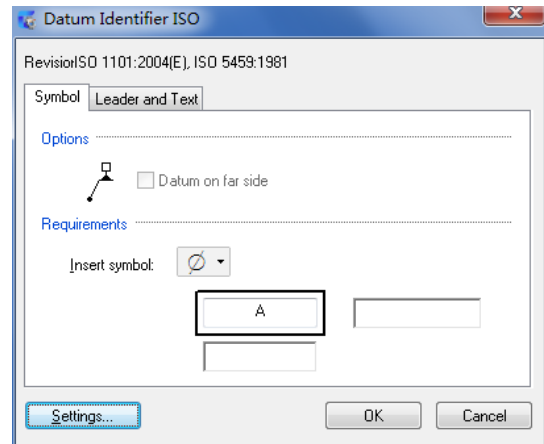 Datum Identifier ISO
RevisiorISO 1101:2004(E), ISO 5459:1981
Symbol Leader and Text
Options
Datum on far side
Requirements
Insert symbol: Ø
A
Settings... OK Cancel